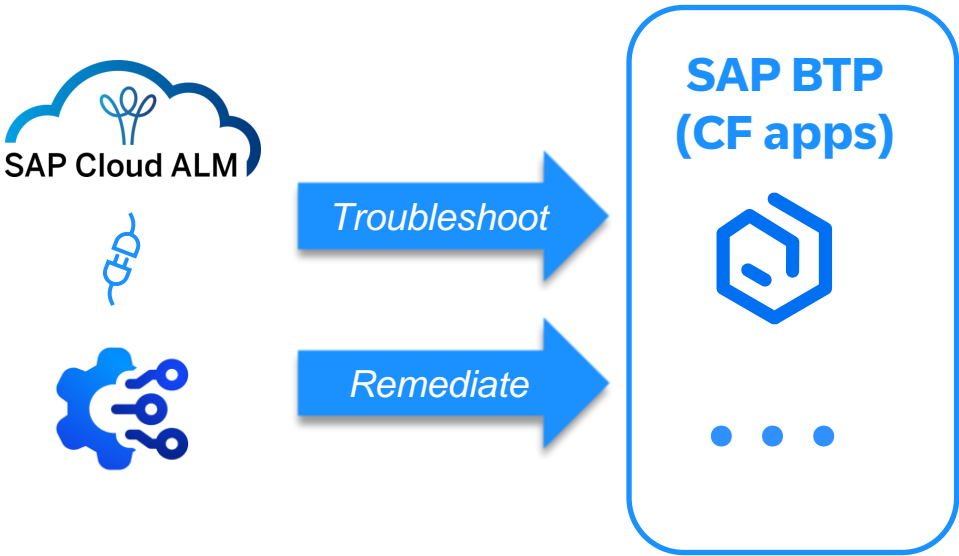 SAP Cloud ALM
Troubleshoot
Remediate
SAP BTP
(CF apps)